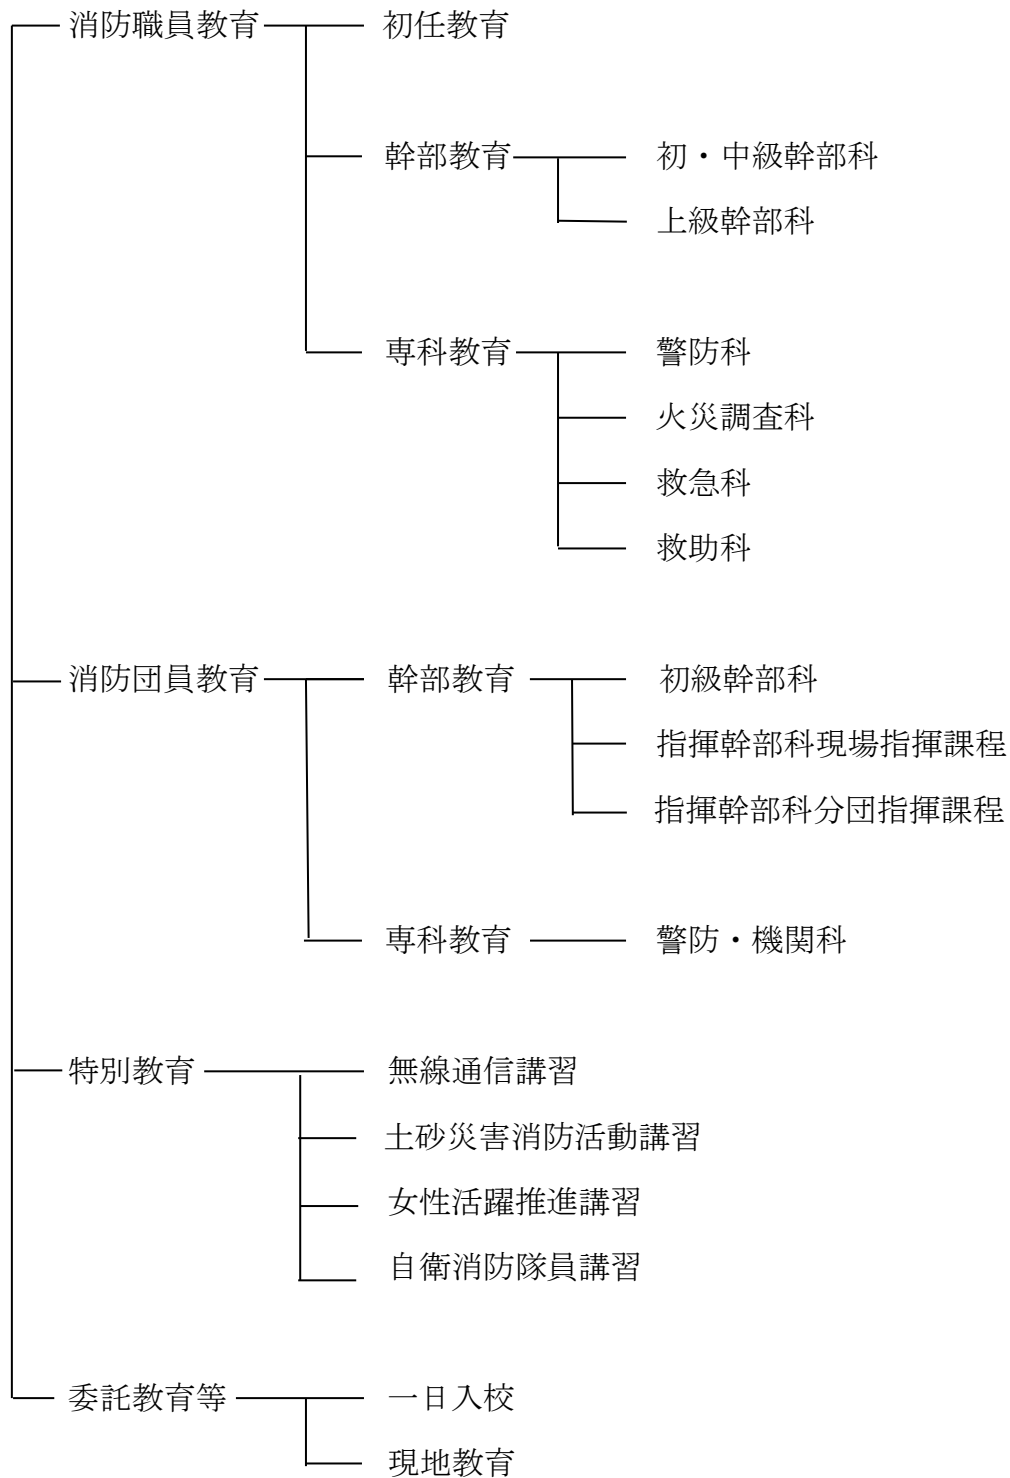 消防職員教育 初任教育
幹部教育 初・中級幹部科
上級幹部科
専科教育 警防科
火災調査科
救急科
救助科
消防団員教育 幹部教育 初級幹部科
指揮幹部科現場指揮課程
指揮幹部科分団指揮課程
専科教育 警防・機関科
特別教育 無線通信講習
土砂災害消防活動講習
女性活躍推進講習
自衛消防隊員講習
委託教育等 一日入校
現地教育